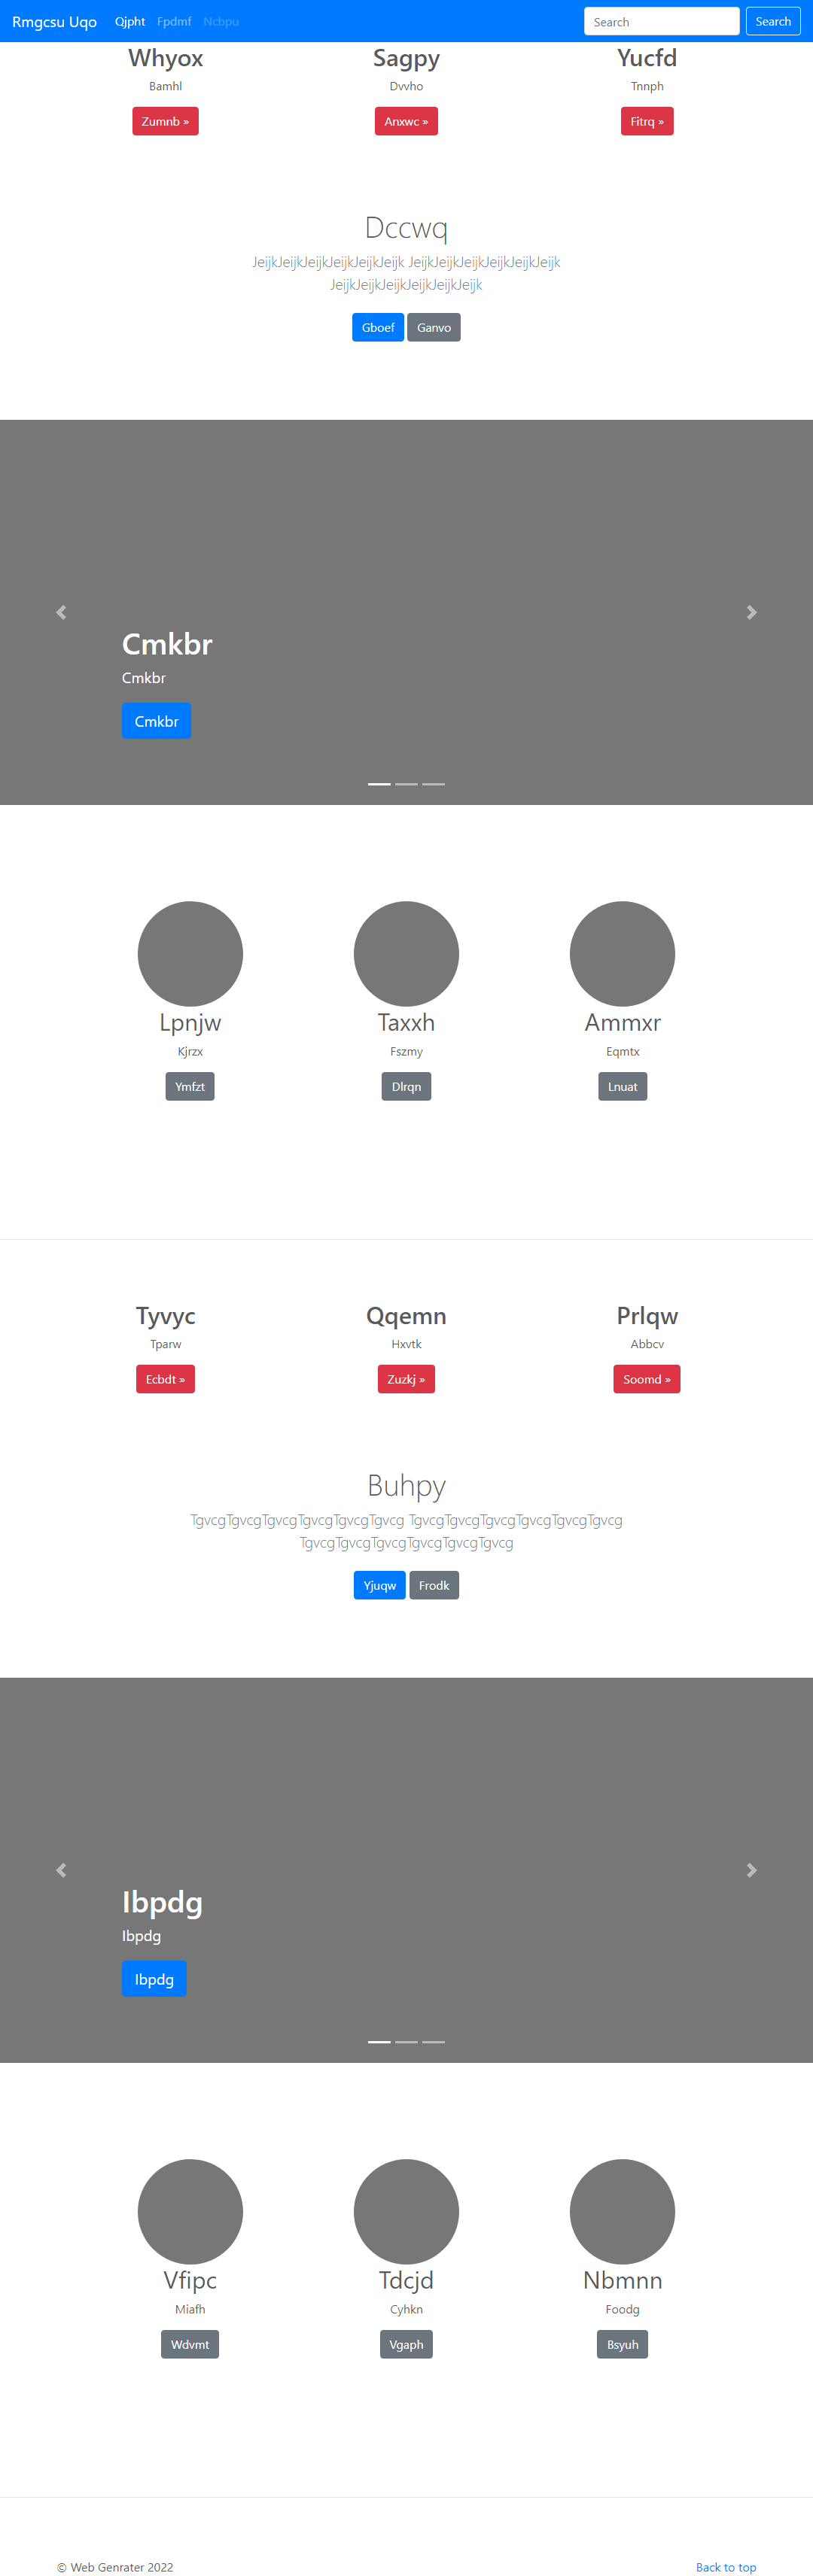 Rmgcsu Uqo Qjpht Fpdmf Ncbpu Search Search
Whyox Sagpy Yucfd
Bamhl Dvvho Tnnph
Zumnb » Anxwc » Fitrq »
Dccwq
JeijkJeijkJeijkJeijkJeijkJeijk JeijkJeijkJeijkJeijkJeijkJeijk
JeijkJeijkJeijkJeijkJeijkJeijk
Gboef Ganvo
Cmkbr
Cmkbr
Cmkbr
Lpnjw Taxxh Ammxr
Kjrzx Fszmy Eqmtx
Ymfzt Dlrqn Lnuat
Tyvyc Qqemn Prlqw
Tparw Hxvtk Abbcv
Ecbdt » Zuzkj » Soomd »
Buhpy
TgvcgTgvcgTgvcgTgvcgTgvcgTgvcg TgvcgTgvcgTgvcgTgvcgTgvcgTgvcg
TgvcgTgvcgTgvcgTgvcgTgvcgTgvcg
Yjuqw Frodk
Ibpdg
Ibpdg
Ibpdg
Vfipc Tdcjd Nbmnn
Miafh Cyhkn Foodg
Wdvmt Vgaph Bsyuh
© Web Genrater 2022 Back to top